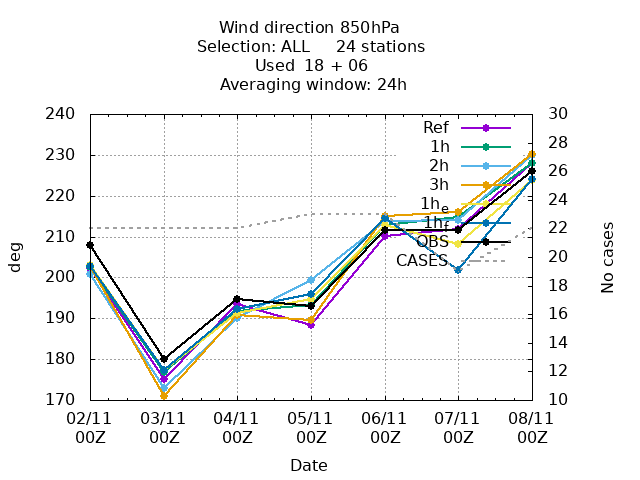 Wind direction 850hPa
Selection: ALL 24 stations
Used 18 + 06
Averaging window: 24h
240
230
220
210
200
190
180
170
deg
30
28
26
24
22
20
18
16
14
12
10
No cases
Ref
1h
2h
3h
1he
1hf
OBS
CASES
02/11 03/11 04/11 05/11 06/11 07/11 08/11
00Z 00Z 00Z 00Z 00Z 00Z 00Z
Date